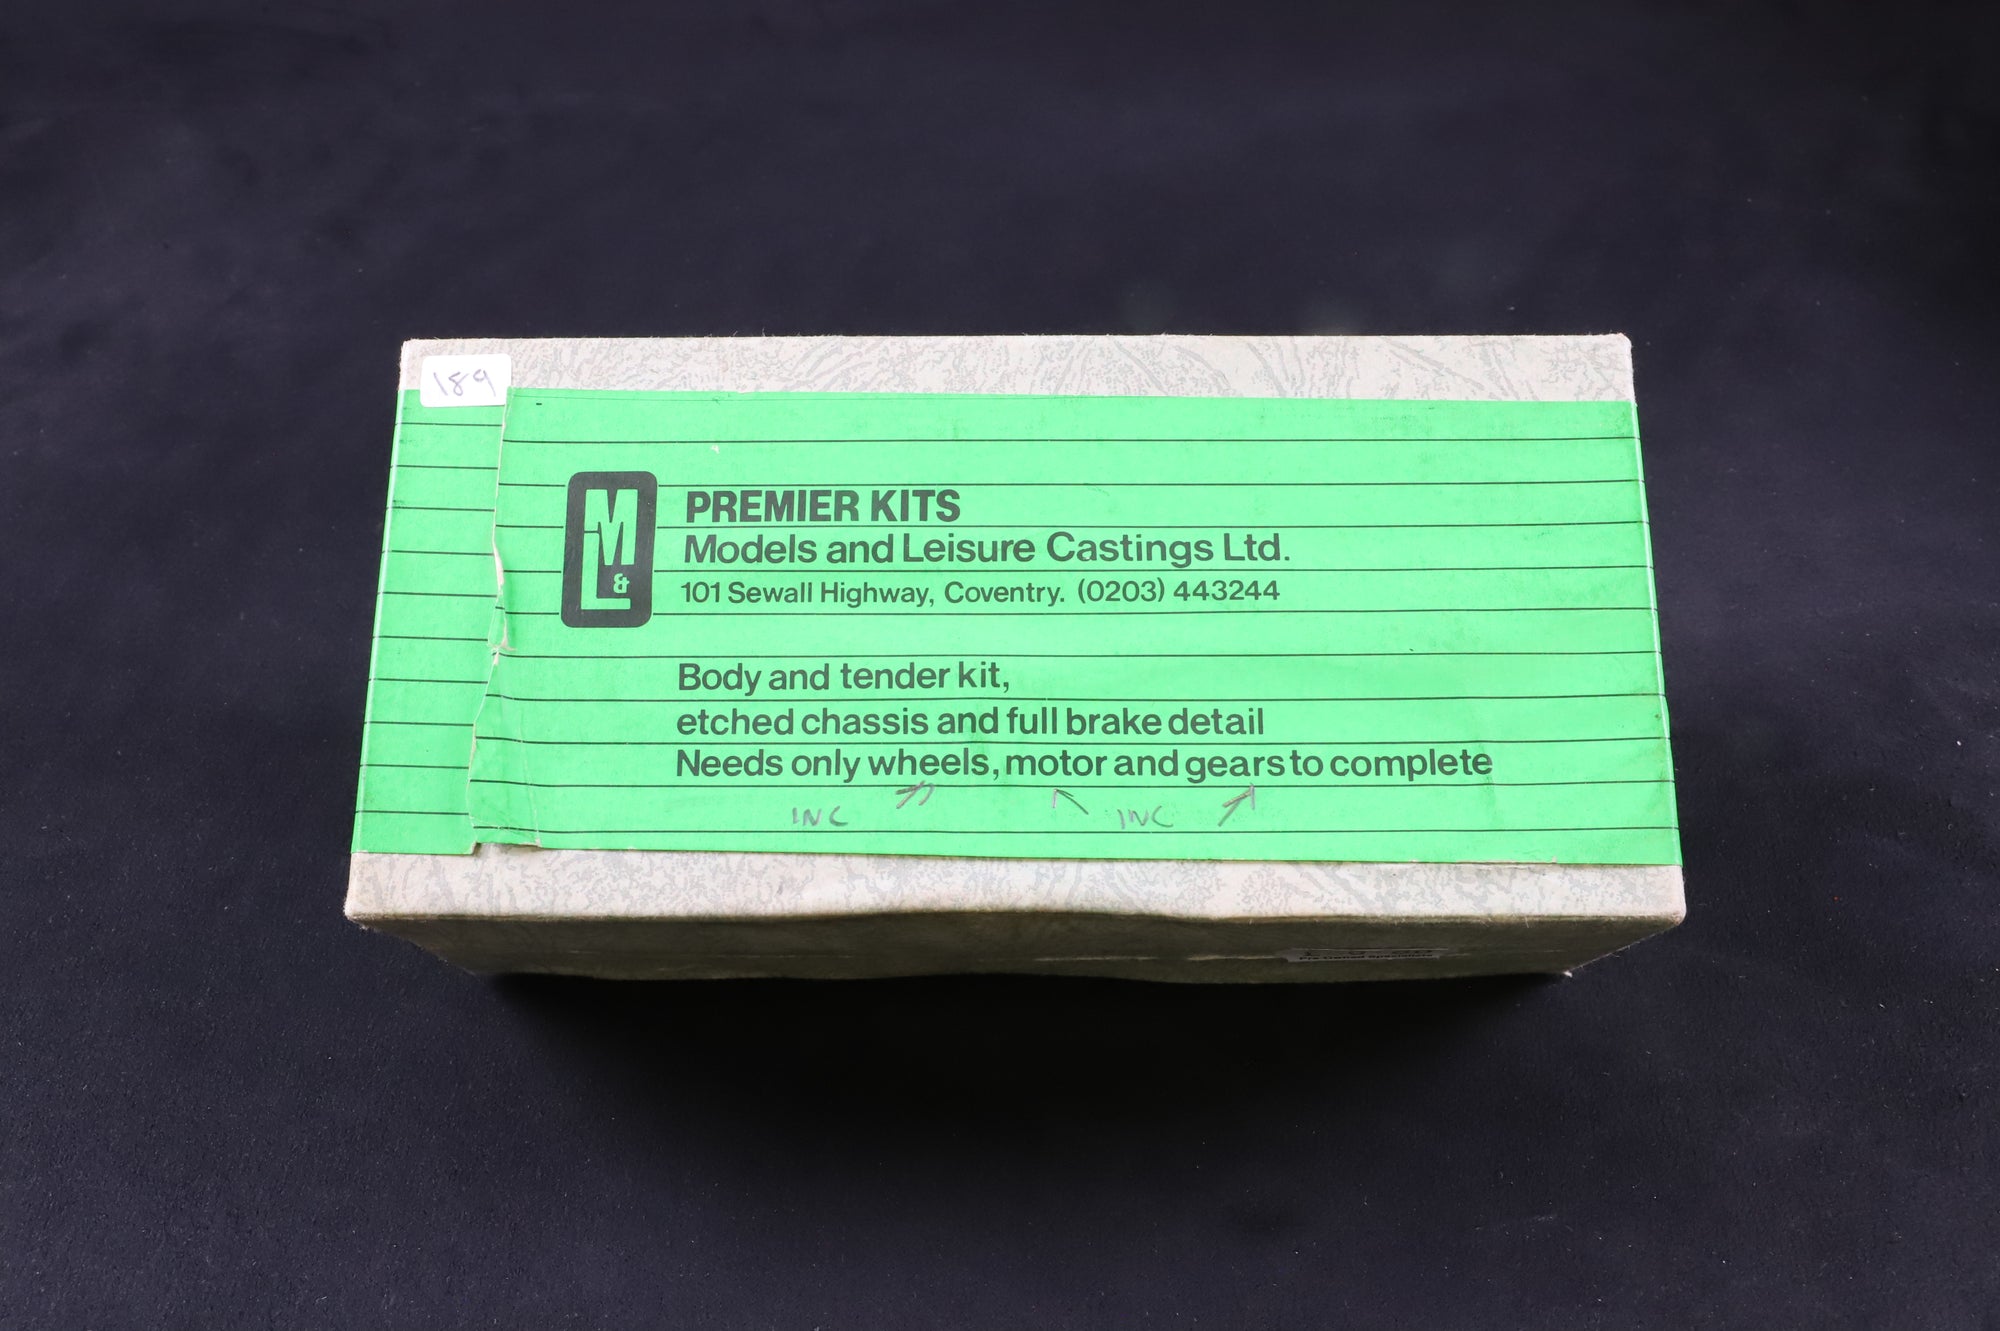 189
M
&
L
PREMIER KITS
Models and Leisure Castings Ltd.
101 Sewall Highway, Coventry. (0203) 443244
Body and tender kit,
etched chassis and full brake detail
Needs only wheels, motor and gears to complete
INC INC